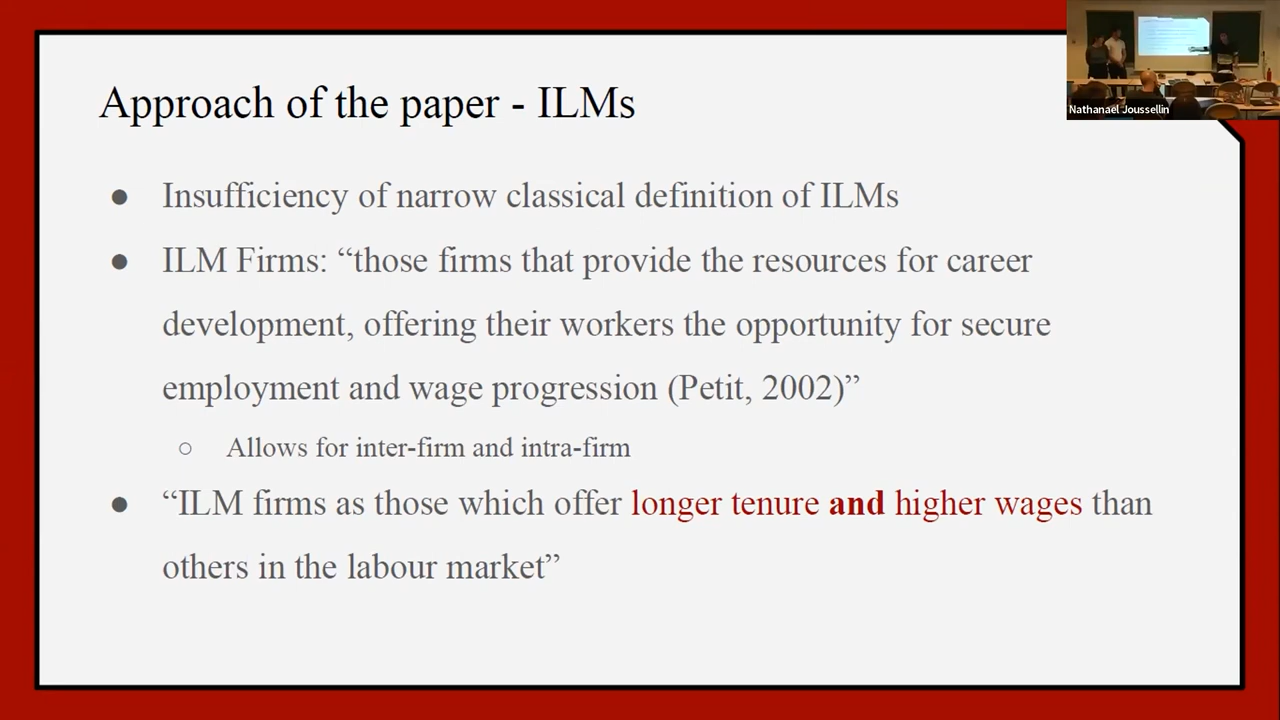 Approach of the paper - ILMs
Nathanael Joussellin
● Insufficiency of narrow classical definition of ILMs
● ILM Firms: “those firms that provide the resources for career
development, offering their workers the opportunity for secure
employment and wage progression (Petit, 2002)”
○ Allows for inter-firm and intra-firm
● “ILM firms as those which offer longer tenure and higher wages than
others in the labour market”